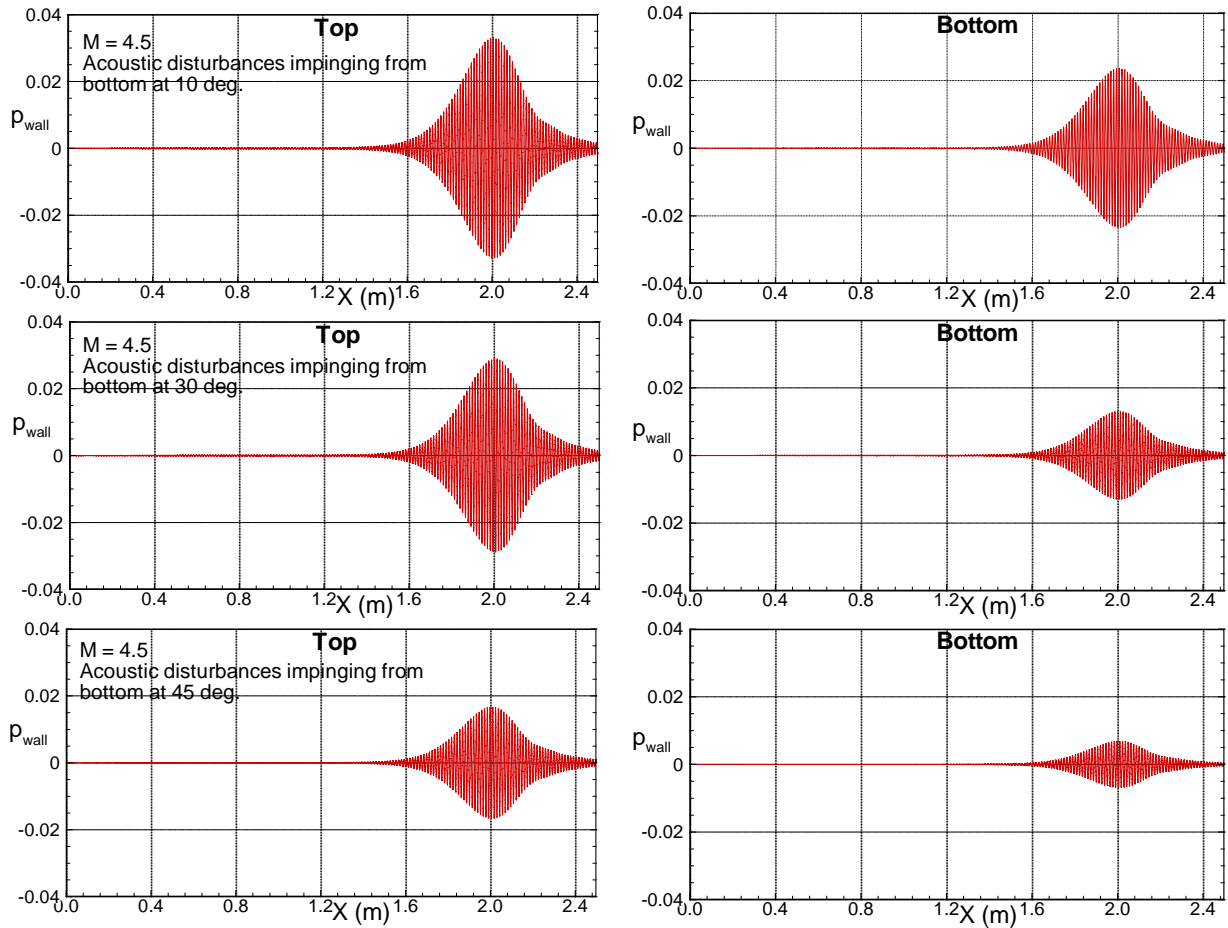 0.04
Top
M = 4.5
Acoustic disturbances impinging from
bottom at 10 deg.
0.02
p_wall
0
-0.02
-0.04
0.0 0.4 0.8 1.2 1.6 2.0 2.4
X (m)
0.04
Bottom
0.02
p_wall
0
-0.02
-0.04
0.0 0.4 0.8 1.2 1.6 2.0 2.4
X (m)
0.04
Top
M = 4.5
Acoustic disturbances impinging from
bottom at 30 deg.
0.02
p_wall
0
-0.02
-0.04
0.0 0.4 0.8 1.2 1.6 2.0 2.4
X (m)
0.04
Bottom
0.02
p_wall
0
-0.02
-0.04
0.0 0.4 0.8 1.2 1.6 2.0 2.4
X (m)
0.04
Top
M = 4.5
Acoustic disturbances impinging from
bottom at 45 deg.
0.02
p_wall
0
-0.02
-0.04
0.0 0.4 0.8 1.2 1.6 2.0 2.4
X (m)
0.04
Bottom
0.02
p_wall
0
-0.02
-0.04
0.0 0.4 0.8 1.2 1.6 2.0 2.4
X (m)